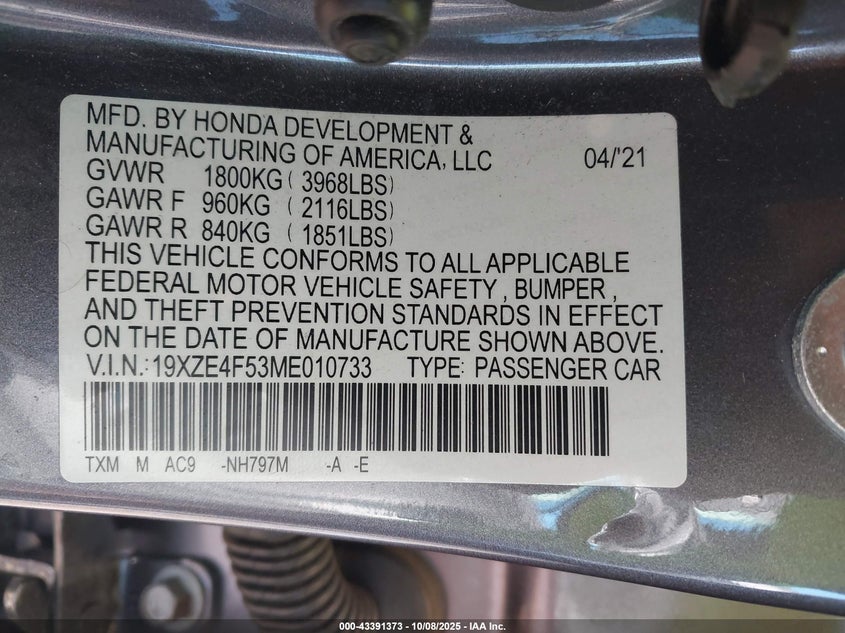 MFD. BY HONDA DEVELOPMENT &
MANUFACTURING OF AMERICA, LLC 04/'21
GVWR 1800KG ( 3968LBS)
GAWR F 960KG ( 2116LBS)
GAWR R 840KG ( 1851LBS)
THIS VEHICLE CONFORMS TO ALL APPLICABLE
FEDERAL MOTOR VEHICLE SAFETY , BUMPER ,
AND THEFT PREVENTION STANDARDS IN EFFECT
ON THE DATE OF MANUFACTURE SHOWN ABOVE.
V.I.N.: 19XZE4F53ME010733 TYPE: PASSENGER CAR
TXM M AC9 -NH797M -A -E
000-43391373 - 10/08/2025 - IAA Inc.